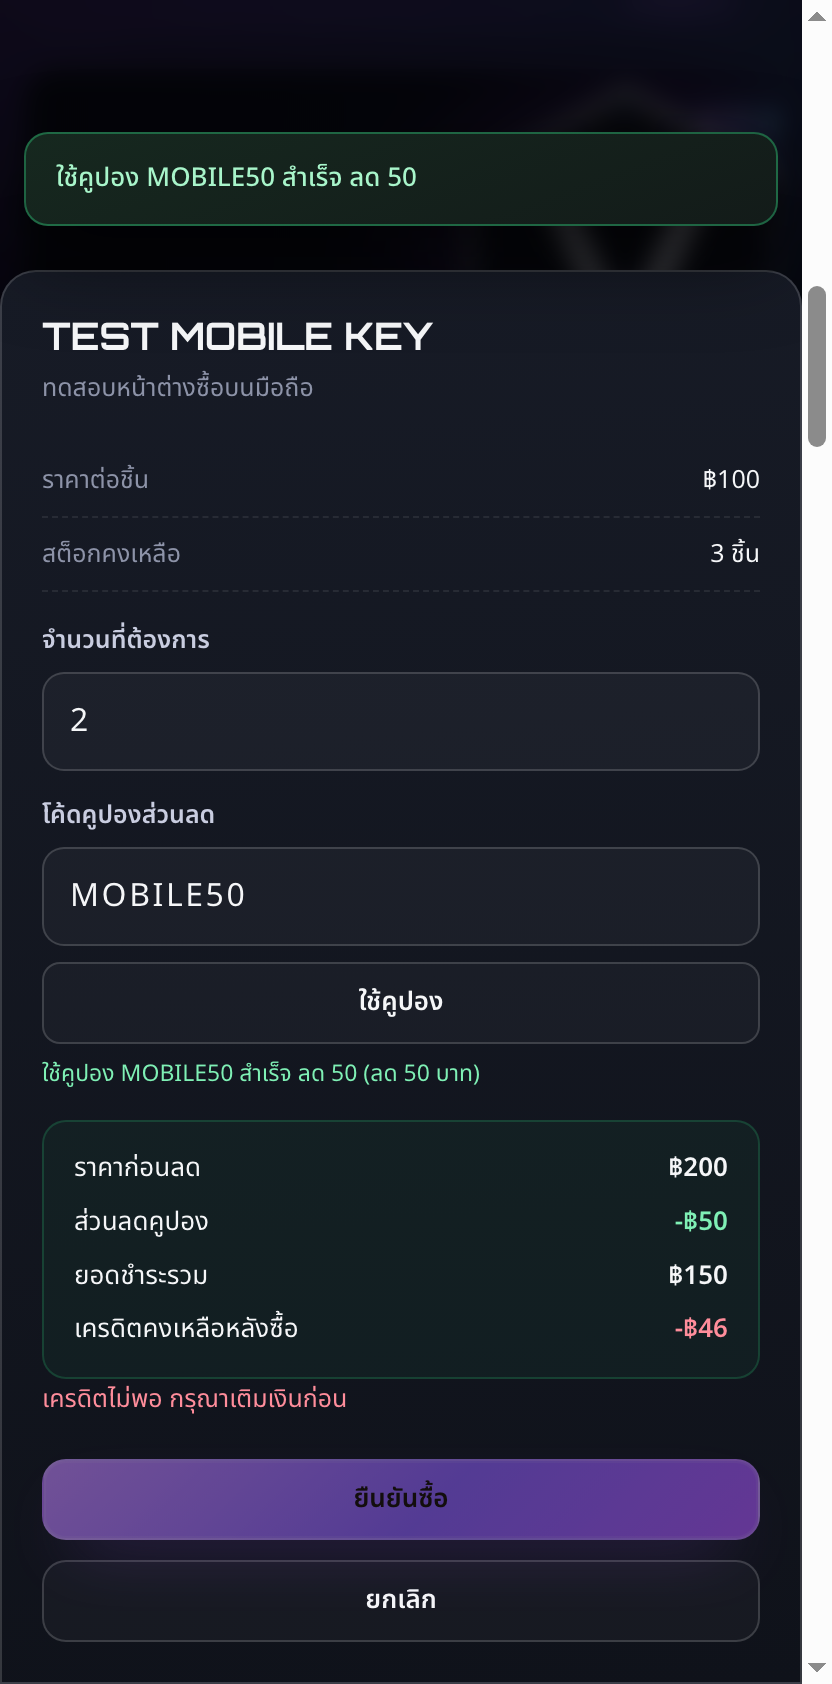 ใช้คูปอง MOBILE50 สำเร็จ ลด 50
TEST MOBILE KEY
ทดสอบหน้าต่างซื้อบนมือถือ
ราคาต่อชิ้น ฿100
สต็อกคงเหลือ 3 ชิ้น
จำนวนที่ต้องการ
2
โค้ดคูปองส่วนลด
MOBILE50
ใช้คูปอง
ใช้คูปอง MOBILE50 สำเร็จ ลด 50 (ลด 50 บาท)
ราคาก่อนลด ฿200
ส่วนลดคูปอง -฿50
ยอดชำระรวม ฿150
เครดิตคงเหลือหลังซื้อ -฿46
เครดิตไม่พอ กรุณาเติมเงินก่อน
ยืนยันซื้อ
ยกเลิก